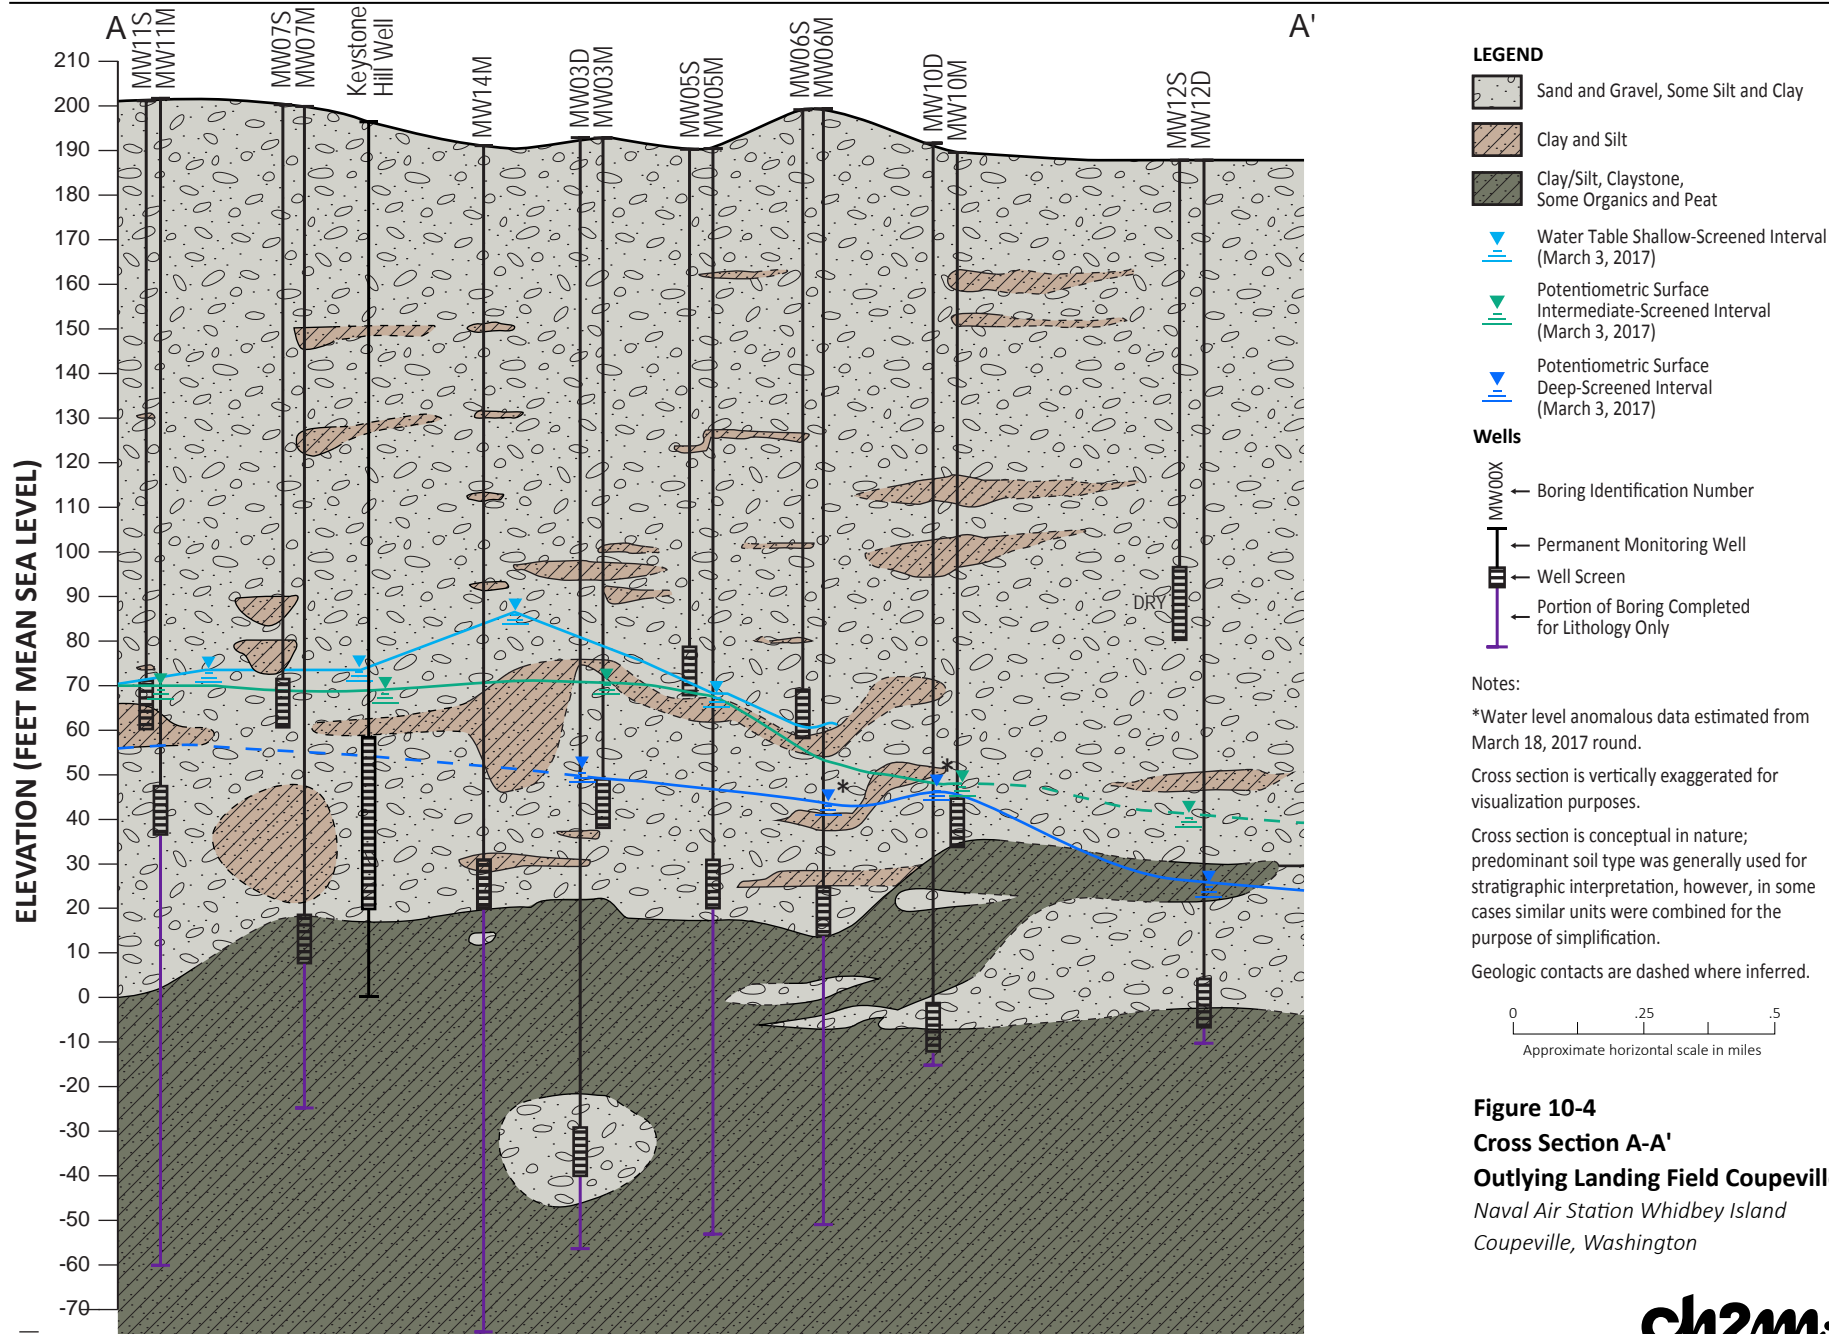 A
A'
MW11S
MW11M
MW07S
MW07M
Keystone
Hill Well
MW14M
MW03D
MW03M
MW05S
MW05M
MW06S
MW06M
MW10D
MW10M
MW12S
MW12D
ELEVATION (FEET MEAN SEA LEVEL)
210
200
190
180
170
160
150
140
130
120
110
100
90
80
70
60
50
40
30
20
10
0
-10
-20
-30
-40
-50
-60
-70
DRY
*
*
LEGEND
Sand and Gravel, Some Silt and Clay
Clay and Silt
Clay/Silt, Claystone,
Some Organics and Peat
Water Table Shallow-Screened Interval
(March 3, 2017)
Potentiometric Surface
Intermediate-Screened Interval
(March 3, 2017)
Potentiometric Surface
Deep-Screened Interval
(March 3, 2017)
Wells
MW00X
Boring Identification Number
Permanent Monitoring Well
Well Screen
Portion of Boring Completed
for Lithology Only
Notes:
*Water level anomalous data estimated from
March 18, 2017 round.
Cross section is vertically exaggerated for
visualization purposes.
Cross section is conceptual in nature;
predominant soil type was generally used for
stratigraphic interpretation, however, in some
cases similar units were combined for the
purpose of simplification.
Geologic contacts are dashed where inferred.
0 .25 .5
Approximate horizontal scale in miles
Figure 10-4
Cross Section A-A'
Outlying Landing Field Coupevill
Naval Air Station Whidbey Island
Coupeville, Washington
ch2m: